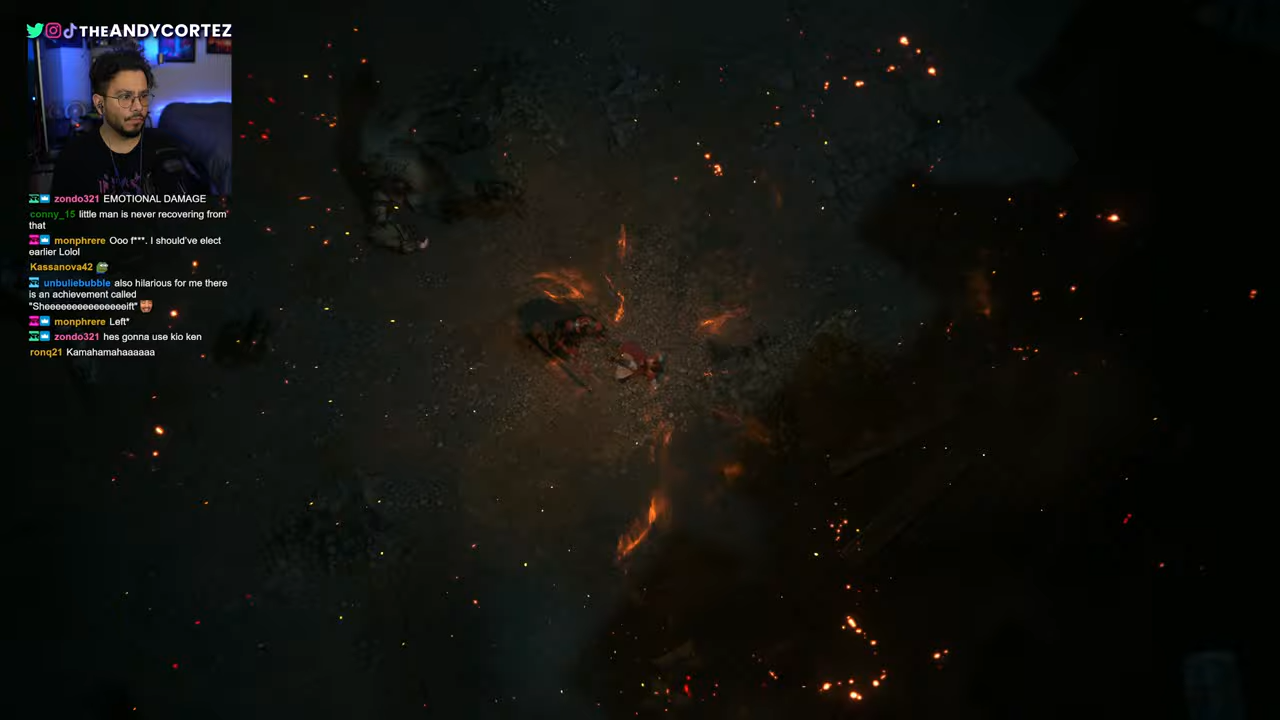 THEANDYCORTEZ
zondo321 EMOTIONAL DAMAGE
conny_15 little man is never recovering from
that
monphrere Ooo f***. I should've elect
earlier Lolol
Kassanova42
unbuliebubble also hilarious for me there
is an achievement called
"Sheeeeeeeeeeeeeeift"
monphrere Left*
zondo321 hes gonna use kio ken
ronq21 Kamahamahaaaaaa